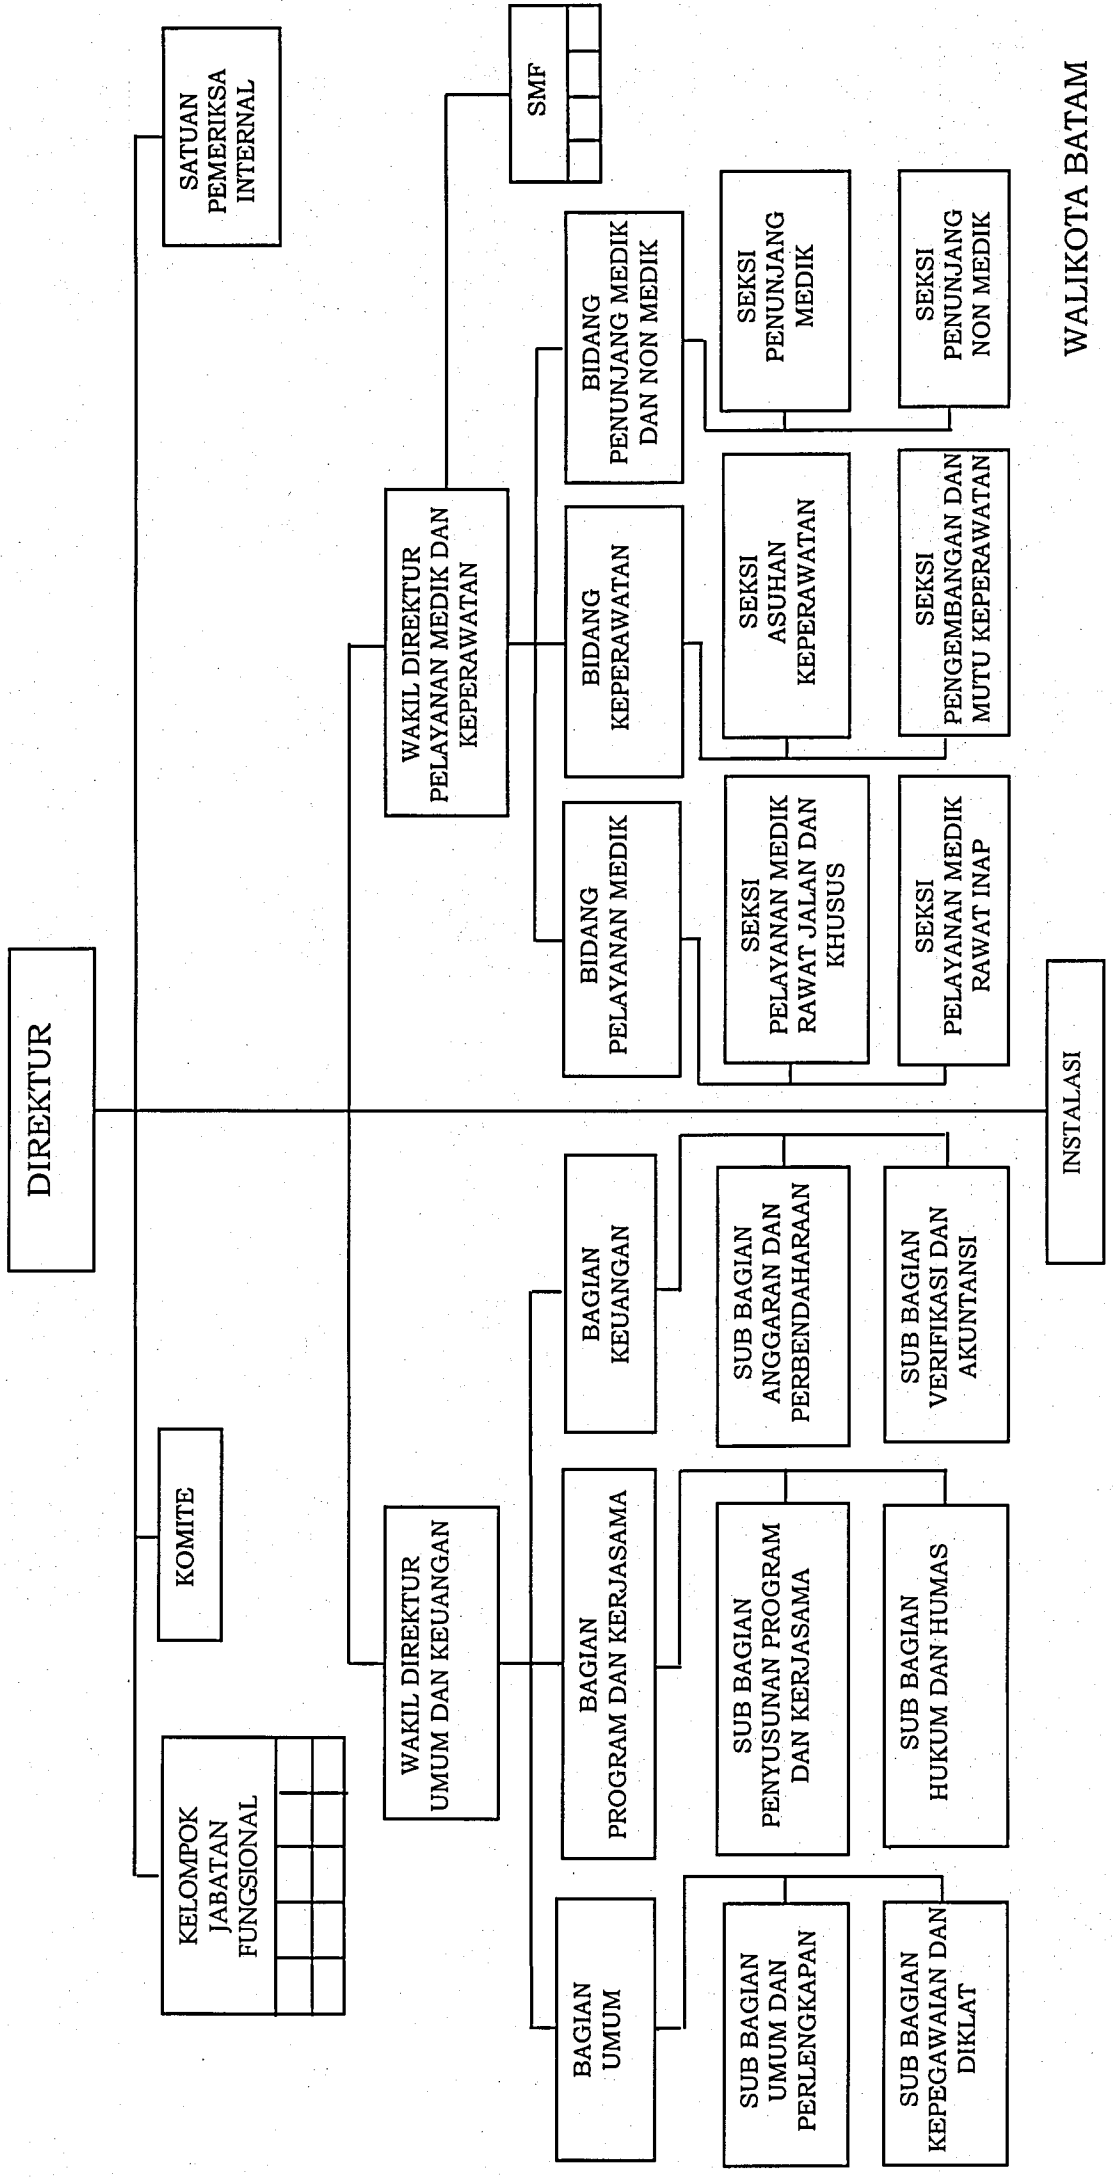 DIREKTUR
KELOMPOK
JABATAN
FUNGSIONAL
KOMITE
SATUAN
PEMERIKSA
INTERNAL
WAKIL DIREKTUR
UMUM DAN KEUANGAN
WAKIL DIREKTUR
PELAYANAN MEDIK DAN
KEPERAWATAN
SMF
BAGIAN
UMUM
BAGIAN
PROGRAM DAN KERJASAMA
BAGIAN
KEUANGAN
BIDANG
PELAYANAN MEDIK
BIDANG
KEPERAWATAN
BIDANG
PENUNJANG MEDIK
DAN NON MEDIK
SUB BAGIAN
UMUM DAN
PERLENGKAPAN
SUB BAGIAN
PENYUSUNAN PROGRAM
DAN KERJASAMA
SUB BAGIAN
ANGGARAN DAN
PERBENDAHARAAN
SEKSI
PELAYANAN MEDIK
RAWAT JALAN DAN
KHUSUS
SEKSI
ASUHAN
KEPERAWATAN
SEKSI
PENUNJANG
MEDIK
SUB BAGIAN
KEPEGAWAIAN DAN
DIKLAT
SUB BAGIAN
HUKUM DAN HUMAS
SUB BAGIAN
VERIFIKASI DAN
AKUNTANSI
SEKSI
PELAYANAN MEDIK
RAWAT INAP
SEKSI
PENGEMBANGAN DAN
MUTU KEPERAWATAN
SEKSI
PENUNJANG
NON MEDIK
INSTALASI
WALIKOTA BATAM